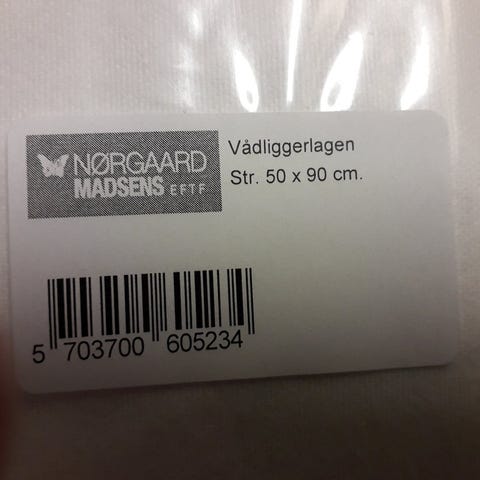 NØRGAARD
MADSENS EFTF
Vådliggerlagen
Str. 50 x 90 cm.
5 703700 605234